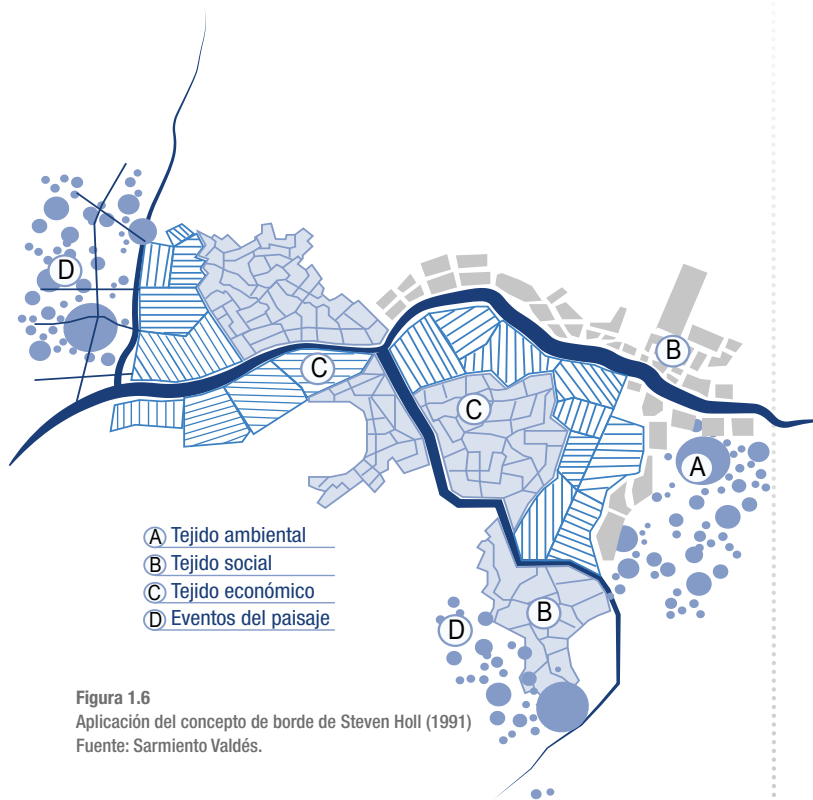 D
C
C
B
A
B
D
A Tejido ambiental
B Tejido social
C Tejido económico
D Eventos del paisaje
Figura 1.6
Aplicación del concepto de borde de Steven Holl (1991)
Fuente: Sarmiento Valdés.